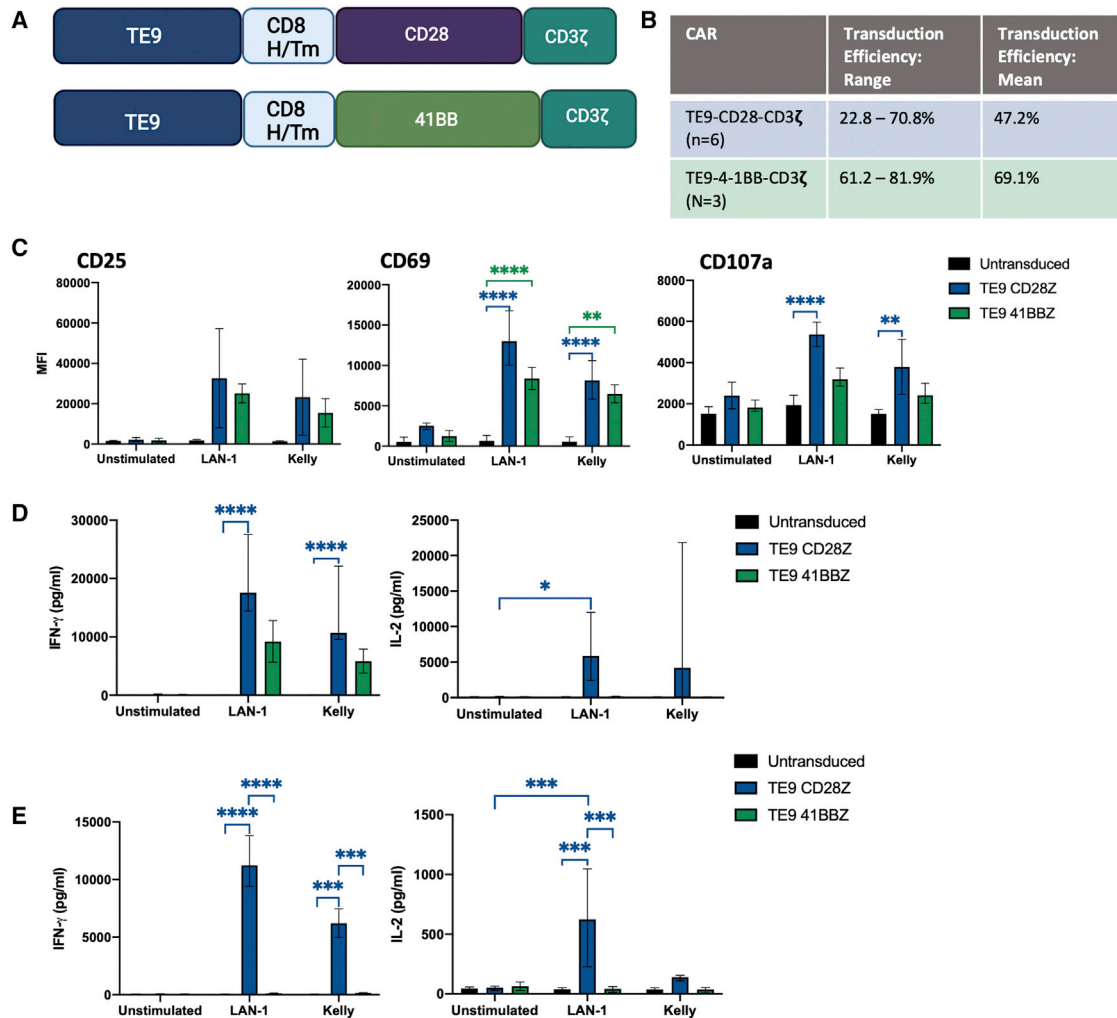 A
TE9
CD8
H/Tm
CD28
CD3ζ
TE9
CD8
H/Tm
41BB
CD3ζ
B
CAR
Transduction
Efficiency:
Range
Transduction
Efficiency:
Mean
TE9-CD28-CD3ζ
(n=6)
22.8 – 70.8%
47.2%
TE9-4-1BB-CD3ζ
(N=3)
61.2 – 81.9%
69.1%
C
CD25
MFI
80000
60000
40000
20000
0
Unstimulated LAN-1 Kelly
CD69
20000
15000
10000
5000
0
****
****
**
****
Unstimulated LAN-1 Kelly
CD107a
8000
6000
4000
2000
0
****
**
Unstimulated LAN-1 Kelly
Untransduced
TE9 CD28Z
TE9 41BBZ
D
IFN-γ (pg/ml)
30000
20000
10000
0
****
****
Unstimulated LAN-1 Kelly
IL-2 (pg/ml)
25000
20000
15000
10000
5000
0
*
Unstimulated LAN-1 Kelly
Untransduced
TE9 CD28Z
TE9 41BBZ
E
IFN-γ (pg/ml)
15000
10000
5000
0
****
****
***
***
Unstimulated LAN-1 Kelly
IL-2 (pg/ml)
1500
1000
500
0
***
***
***
Unstimulated LAN-1 Kelly
Untransduced
TE9 CD28Z
TE9 41BBZ